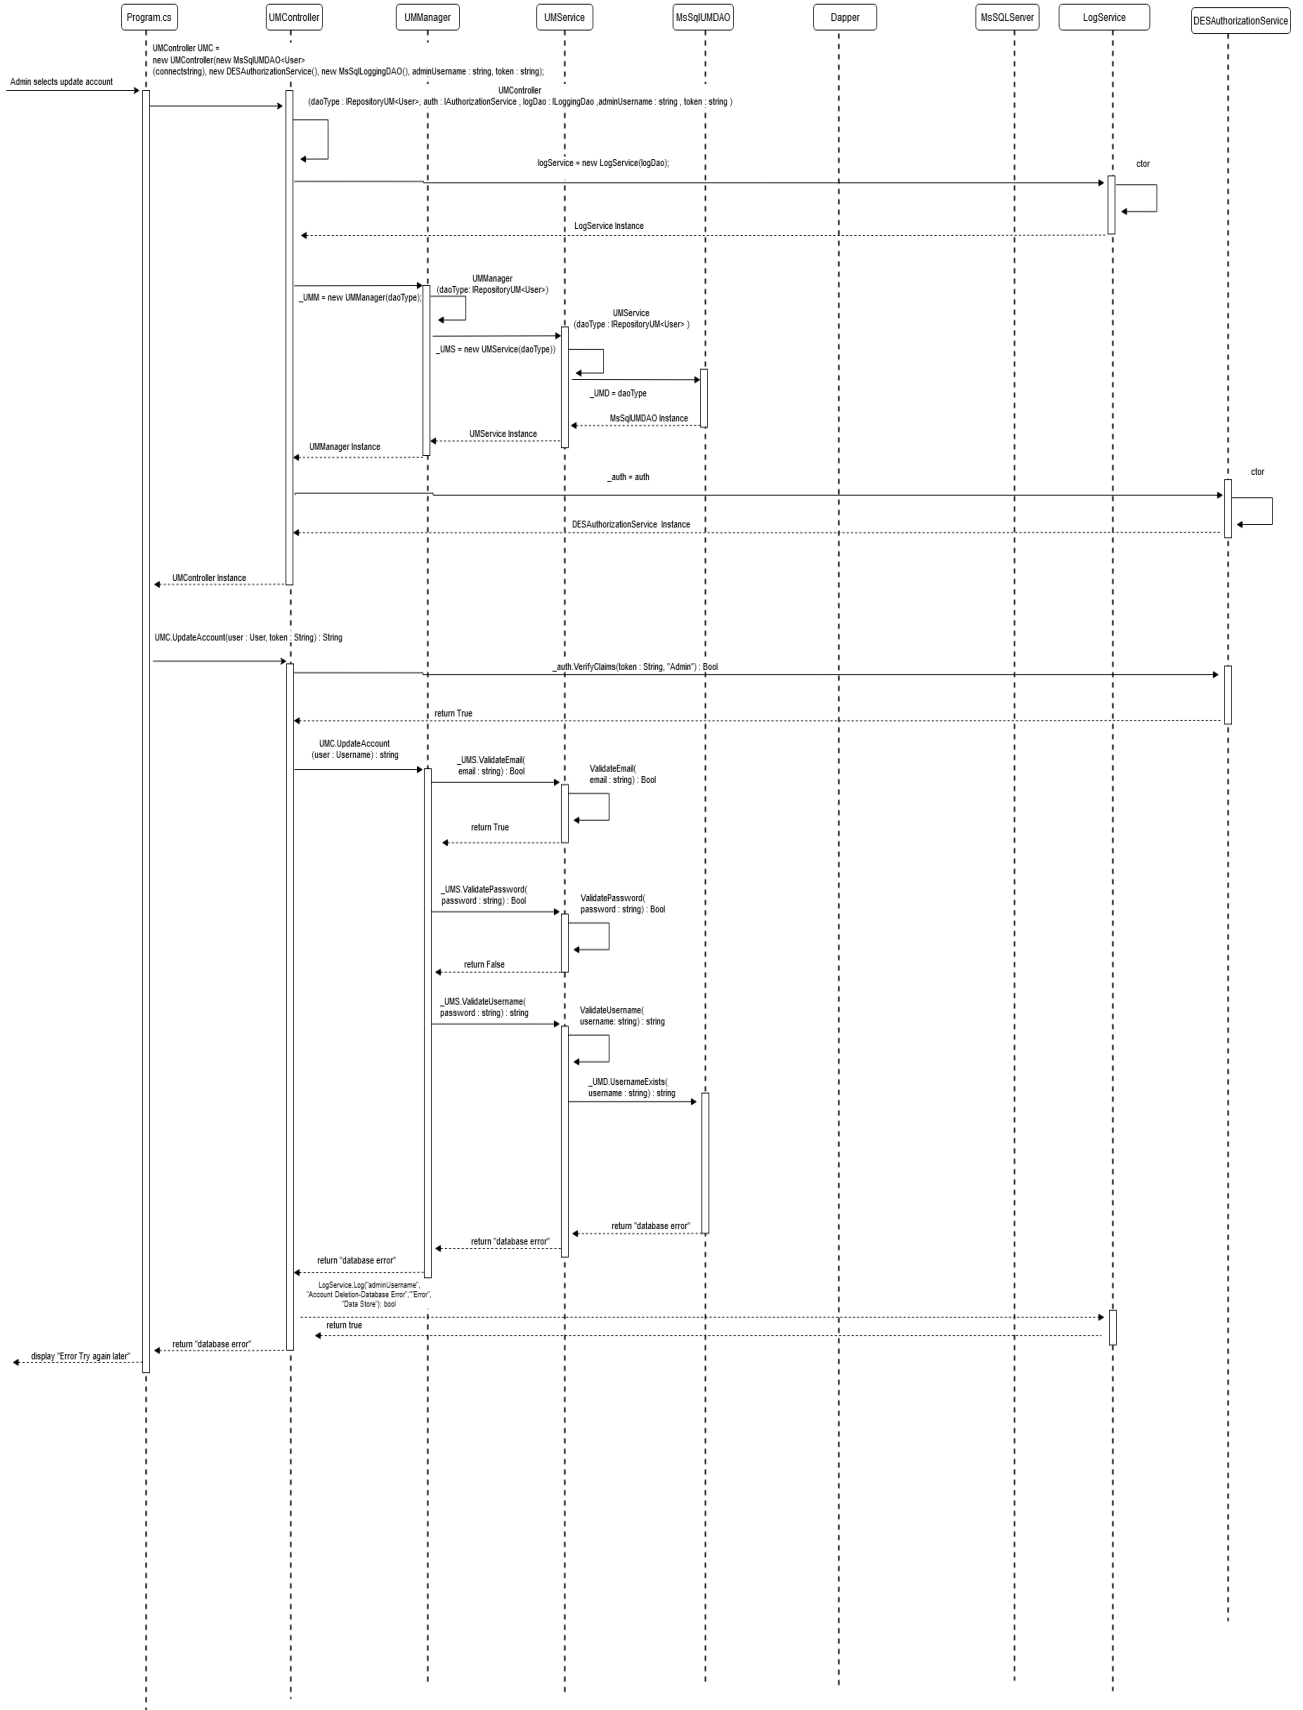 Program.cs
UMController
UMManager
UMService
MsSqlUMDAO
Dapper
MsSQLServer
LogService
DESAuthorizationService
UMController UMC =
new UMController(new MsSqlUMDAO<User>
(connectstring), new DESAuthorizationService(), new MsSqlLoggingDAO(), adminUsername : string, token : string);
Admin selects update account
UMController
(daoType : IRepositoryUM<User>, auth : IAuthorizationService , logDao : ILoggingDao ,adminUsername : string , token : string )
logService = new LogService(logDao);
ctor
LogService Instance
UMManager
(daoType: IRepositoryUM<User>)
_UMM = new UMManager(daoType);
UMService
(daoType : IRepositoryUM<User> )
_UMS = new UMService(daoType))
_UMD = daoType
MsSqlUMDAO Instance
UMService Instance
UMManager Instance
_auth = auth
ctor
DESAuthorizationService  Instance
UMController Instance
UMC.UpdateAccount(user : User, token : String) : String
_auth.VerifyClaims(token : String, "Admin") : Bool
return True
UMC.UpdateAccount
(user : Username) : string
_UMS.ValidateEmail(
email : string) : Bool
ValidateEmail(
email : string) : Bool
return True
_UMS.ValidatePassword(
password : string) : Bool
ValidatePassword(
password : string) : Bool
return False
_UMS.ValidateUsername(
password : string) : string
ValidateUsername(
username: string) : string
_UMD.UsernameExists(
username : string) : string
return "database error"
return "database error"
return "database error"
LogService.Log("adminUsername",
"Account Deletion-Database Error","Error",
"Data Store"): bool
return true
return "database error"
display "Error Try again later"